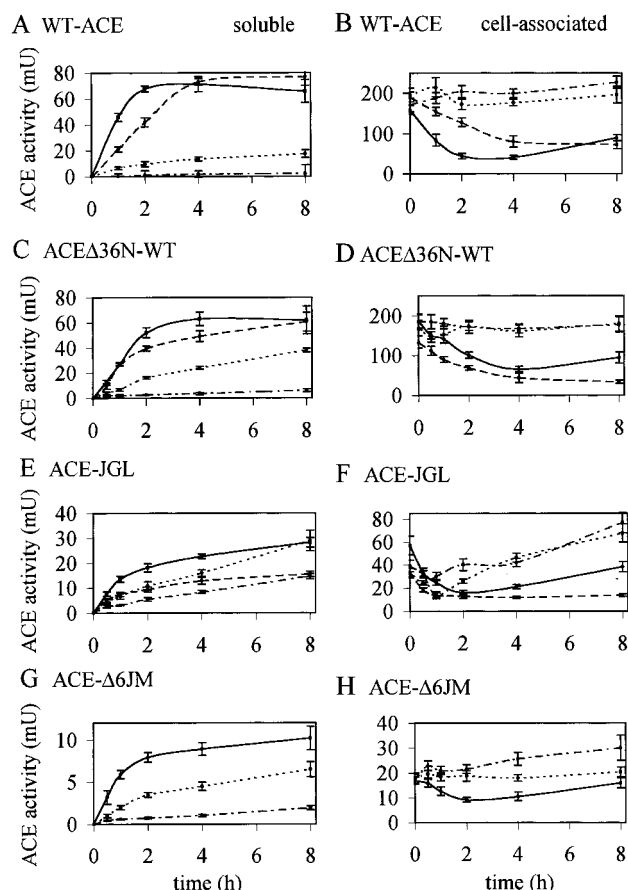 A WT-ACE soluble
B WT-ACE cell-associated
ACE activity (mU)
80
60
40
20
0
0 2 4 6 8
200
100
0
0 2 4 6 8
C ACEΔ36N-WT
D ACEΔ36N-WT
ACE activity (mU)
80
60
40
20
0
0 2 4 6 8
200
100
0
0 2 4 6 8
E ACE-JGL
F ACE-JGL
ACE activity (mU)
40
30
20
10
0
0 2 4 6 8
80
60
40
20
0
0 2 4 6 8
G ACE-Δ6JM
H ACE-Δ6JM
ACE activity (mU)
10
5
0
0 2 4 6 8
time (h)
40
30
20
10
0
0 2 4 6 8
time (h)